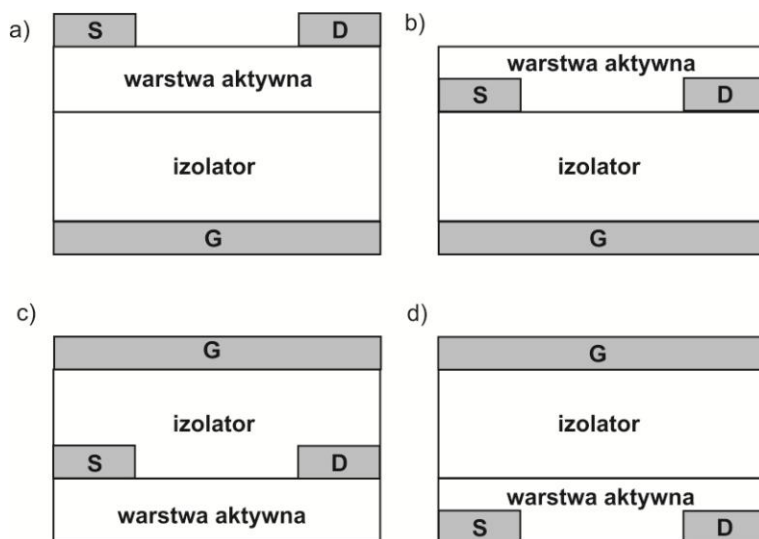 a)
S D
warstwa aktywna
izolator
G
b)
warstwa aktywna
S D
izolator
G
c)
G
izolator
S D
warstwa aktywna
d)
G
izolator
warstwa aktywna
S D